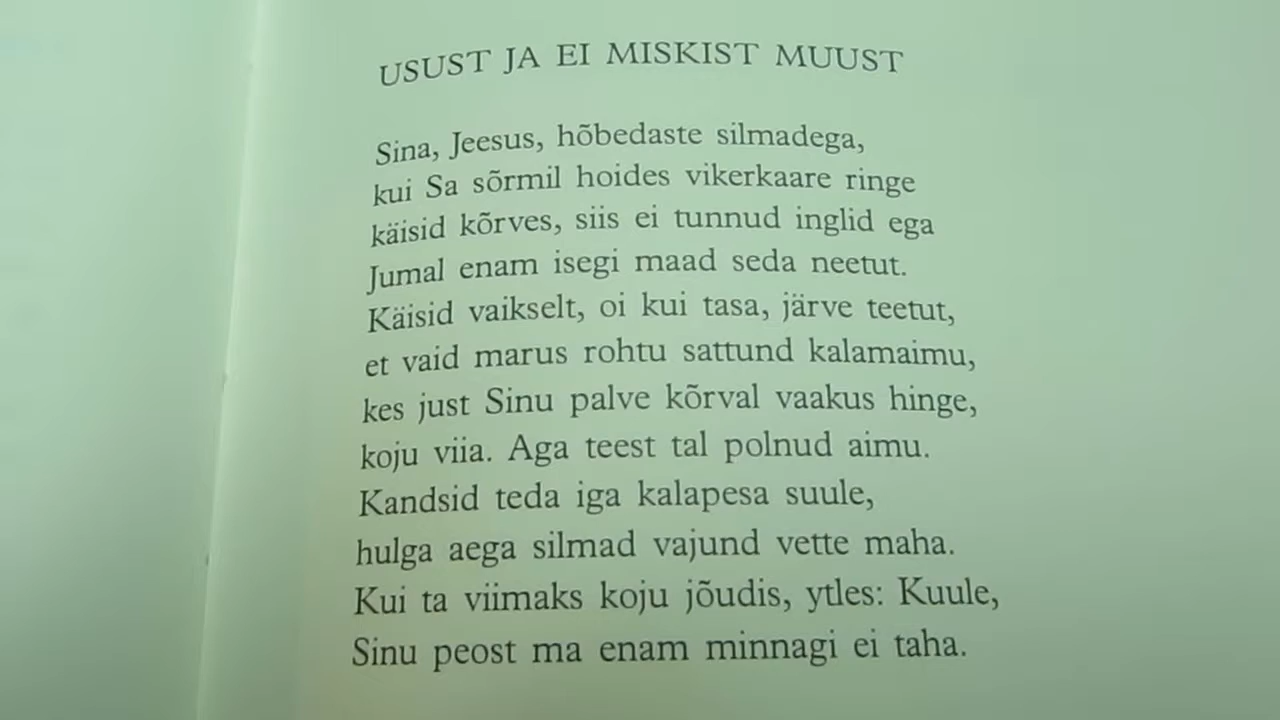 USUST JA EI MISKIST MUUST
Sina, Jeesus, hõbedaste silmadega,
kui Sa sõrmil hoides vikerkaare ringe
käisid kõrves, siis ei tunnud inglid ega
Jumal enam isegi maad seda neetut.
Käisid vaikselt, oi kui tasa, järve teetut,
et vaid marus rohtu sattund kalamaimu,
kes just Sinu palve kõrval vaakus hinge,
koju viia. Aga teest tal polnud aimu.
Kandsid teda iga kalapesa suule,
hulga aega silmad vajund vette maha.
Kui ta viimaks koju jõudis, ytles: Kuule,
Sinu peost ma enam minnagi ei taha.